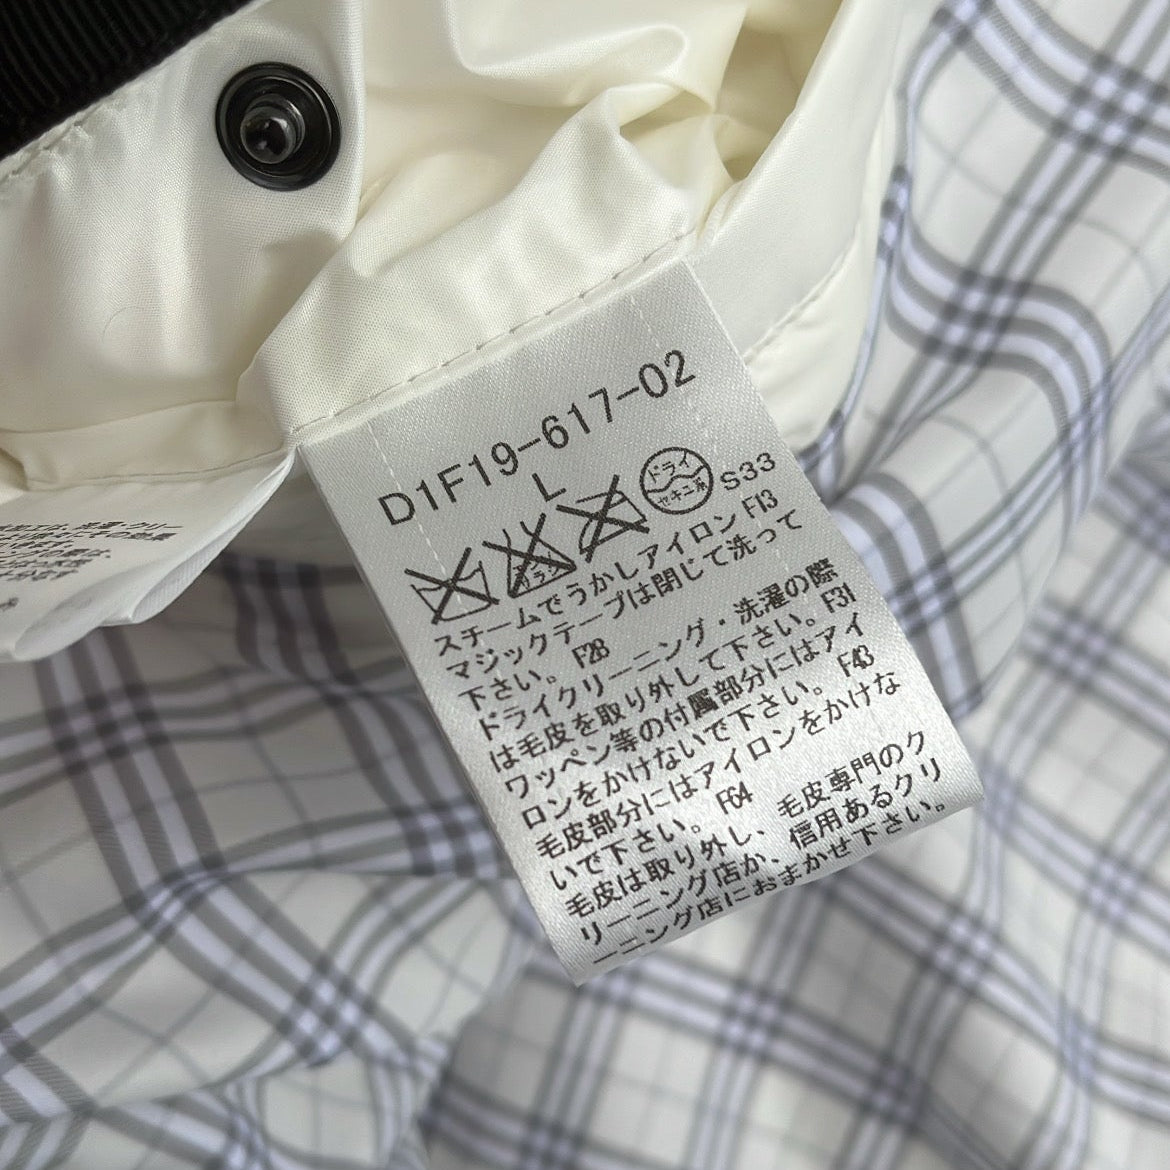 D1F19-617-02
L
エンソ
ドライ
セキユ系
S33
スチームでうかしアイロン F13
マジックテープは閉じて洗って
下さい。 F28
ドライクリーニング・洗濯の際
は毛皮を取り外して下さい。 F31
ワッペン等の付属部分にはアイ
ロンをかけないで下さい。 F43
毛皮部分にはアイロンをかけな
いで下さい。 F64
毛皮は取り外し、毛皮専門のク
リーニング店か、信用あるクリ
ーニング店におまかせ下さい。